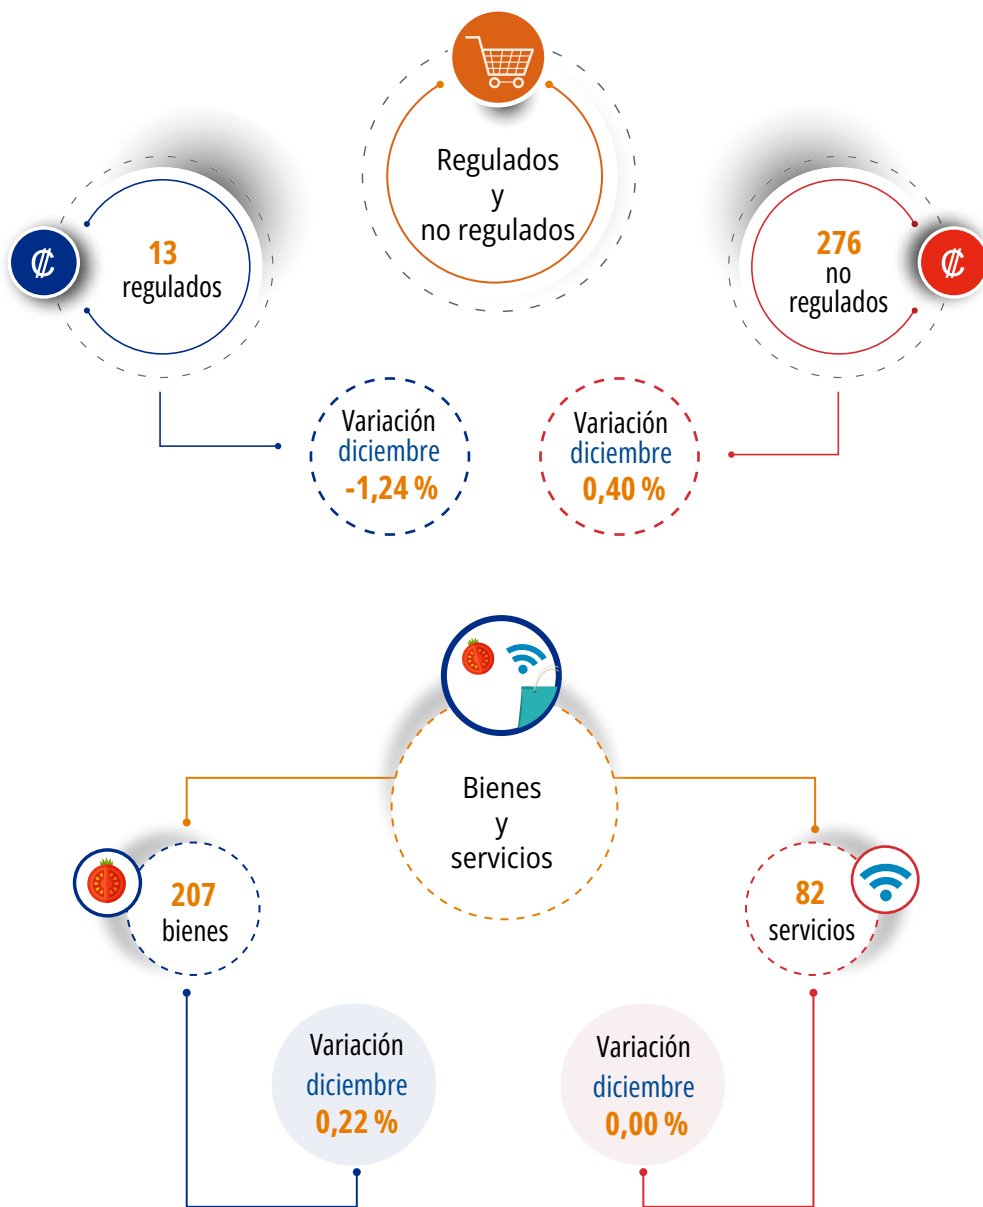 Regulados
y
no regulados
13
regulados
276
no
regulados
Variación
diciembre
-1,24 %
Variación
diciembre
0,40 %
Bienes
y
servicios
207
bienes
82
servicios
Variación
diciembre
0,22 %
Variación
diciembre
0,00 %